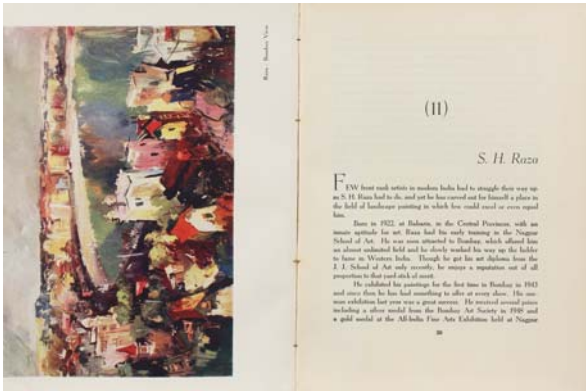 Raza - Bombay View
(11)
S. H. Raza
FEW front rank artists in modern India had to struggle their way up
as S. H. Raza had to do, and yet he has carved out for himself a place in
the field of landscape painting in which few could excel or even equal
him.
Born in 1922, at Babaria, in the Central Provinces, with an
innate aptitude for art, Raza had his early training in the Nagpur
School of Art. He was soon attracted to Bombay, which offered him
an almost unlimited field and he slowly worked his way up the ladder
to fame in Western India. Though he got his art diploma from the
J. J. School of Art only recently, he enjoys a reputation out of all
proportion to that yard stick of merit.
He exhibited his paintings for the first time in Bombay in 1943
and since then he has had something to offer at every show. His one-
man exhibition last year was a great success. He received several prizes
including a silver medal from the Bombay Art Society in 1946 and
a gold medal at the All-India Fine Arts Exhibition held at Nagpur